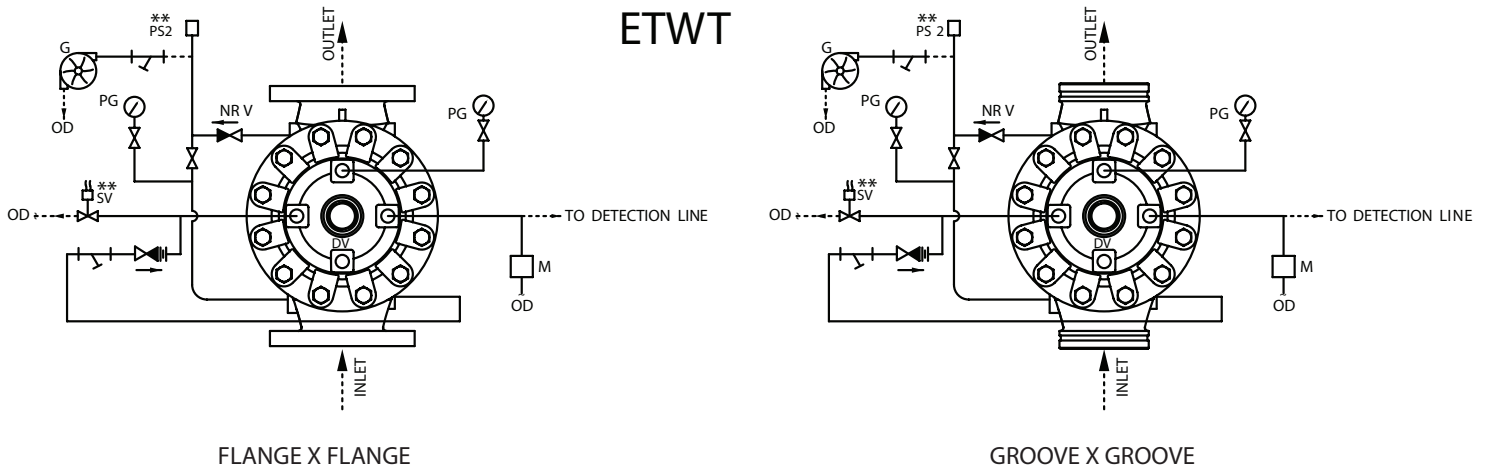 ETWT
**
PS2
OUTLET
G
PG
OD
NR V
PG
**
SV
OD
DV
TO DETECTION LINE
M
OD
INLET
FLANGE X FLANGE
**
PS 2
OUTLET
G
PG
OD
NR V
PG
**
SV
OD
DV
TO DETECTION LINE
M
OD
INLET
GROOVE X GROOVE